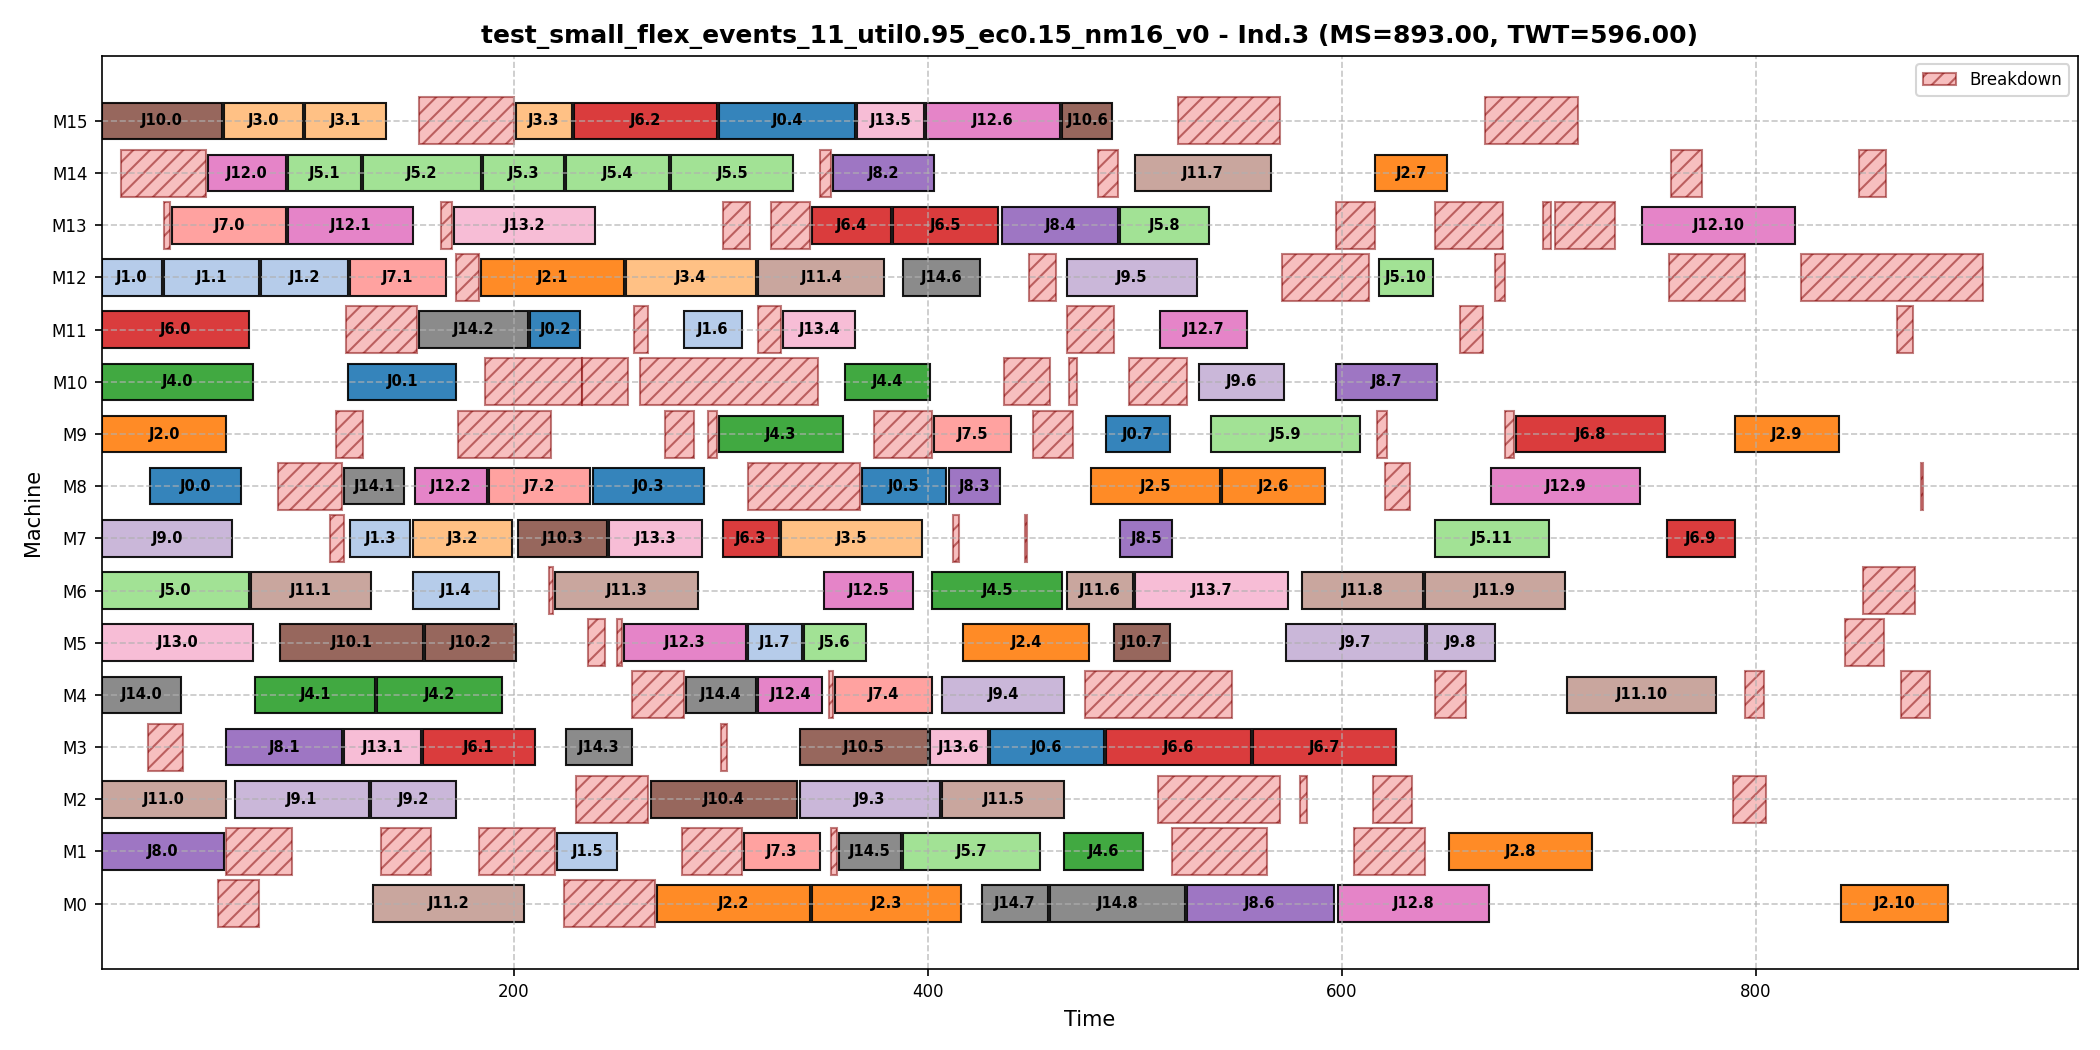 test_small_flex_events_11_util0.95_ec0.15_nm16_v0 - Ind.3 (MS=893.00, TWT=596.00)
Breakdown
M15 J10.0 J3.0 J3.1 J3.3 J6.2 J0.4 J13.5 J12.6 J10.6
M14 J12.0 J5.1 J5.2 J5.3 J5.4 J5.5 J8.2 J11.7 J2.7
M13 J7.0 J12.1 J13.2 J6.4 J6.5 J8.4 J5.8 J12.10
M12 J1.0 J1.1 J1.2 J7.1 J2.1 J3.4 J11.4 J14.6 J9.5 J5.10
M11 J6.0 J14.2 J0.2 J1.6 J13.4 J12.7
M10 J4.0 J0.1 J4.4 J9.6 J8.7
M9 J2.0 J4.3 J7.5 J0.7 J5.9 J6.8 J2.9
M8 J0.0 J14.1 J12.2 J7.2 J0.3 J0.5 J8.3 J2.5 J2.6 J12.9
M7 J9.0 J1.3 J3.2 J10.3 J13.3 J6.3 J3.5 J8.5 J5.11 J6.9
M6 J5.0 J11.1 J1.4 J11.3 J12.5 J4.5 J11.6 J13.7 J11.8 J11.9
M5 J13.0 J10.1 J10.2 J12.3 J1.7 J5.6 J2.4 J10.7 J9.7 J9.8
M4 J14.0 J4.1 J4.2 J14.4 J12.4 J7.4 J9.4 J11.10
M3 J8.1 J13.1 J6.1 J14.3 J10.5 J13.6 J0.6 J6.6 J6.7
M2 J11.0 J9.1 J9.2 J10.4 J9.3 J11.5
M1 J8.0 J1.5 J7.3 J14.5 J5.7 J4.6 J2.8
M0 J11.2 J2.2 J2.3 J14.7 J14.8 J8.6 J12.8 J2.10
200 400 600 800
Time
Machine